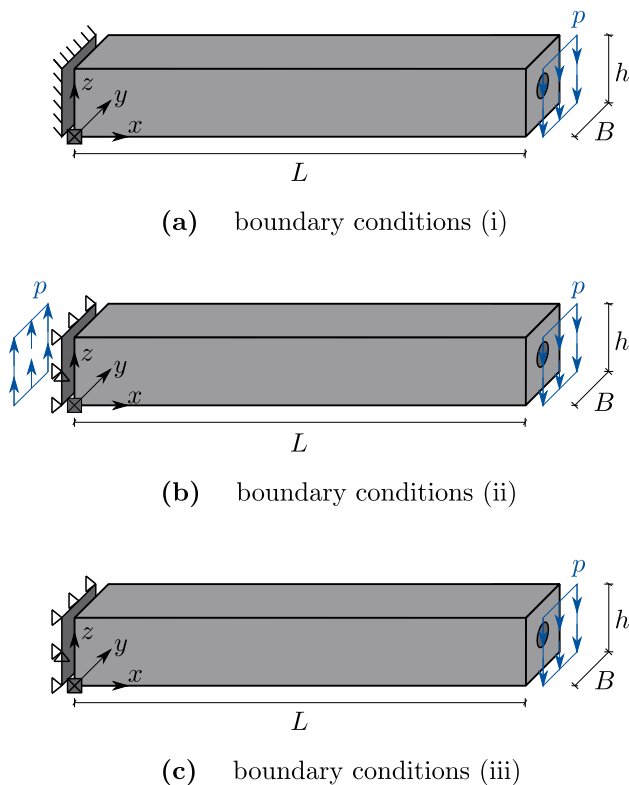 p
z
y
x
h
B
L
(a) boundary conditions (i)
p
p
z
y
x
h
B
L
(b) boundary conditions (ii)
p
z
y
x
h
B
L
(c) boundary conditions (iii)